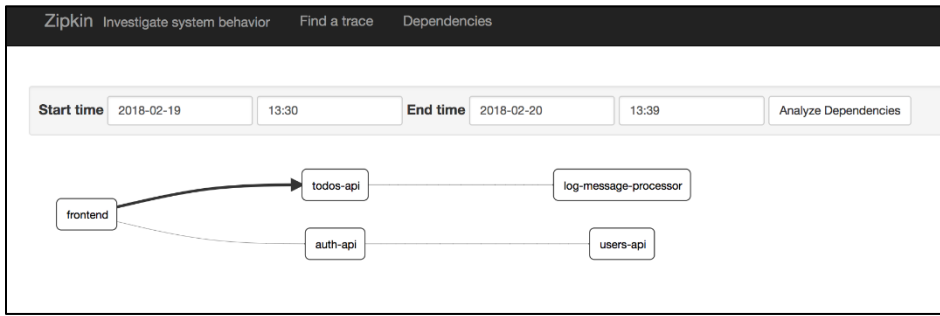 Zipkin Investigate system behavior Find a trace Dependencies
Start time 2018-02-19 13:30 End time 2018-02-20 13:39 Analyze Dependencies
todos-api log-message-processor
frontend
auth-api users-api